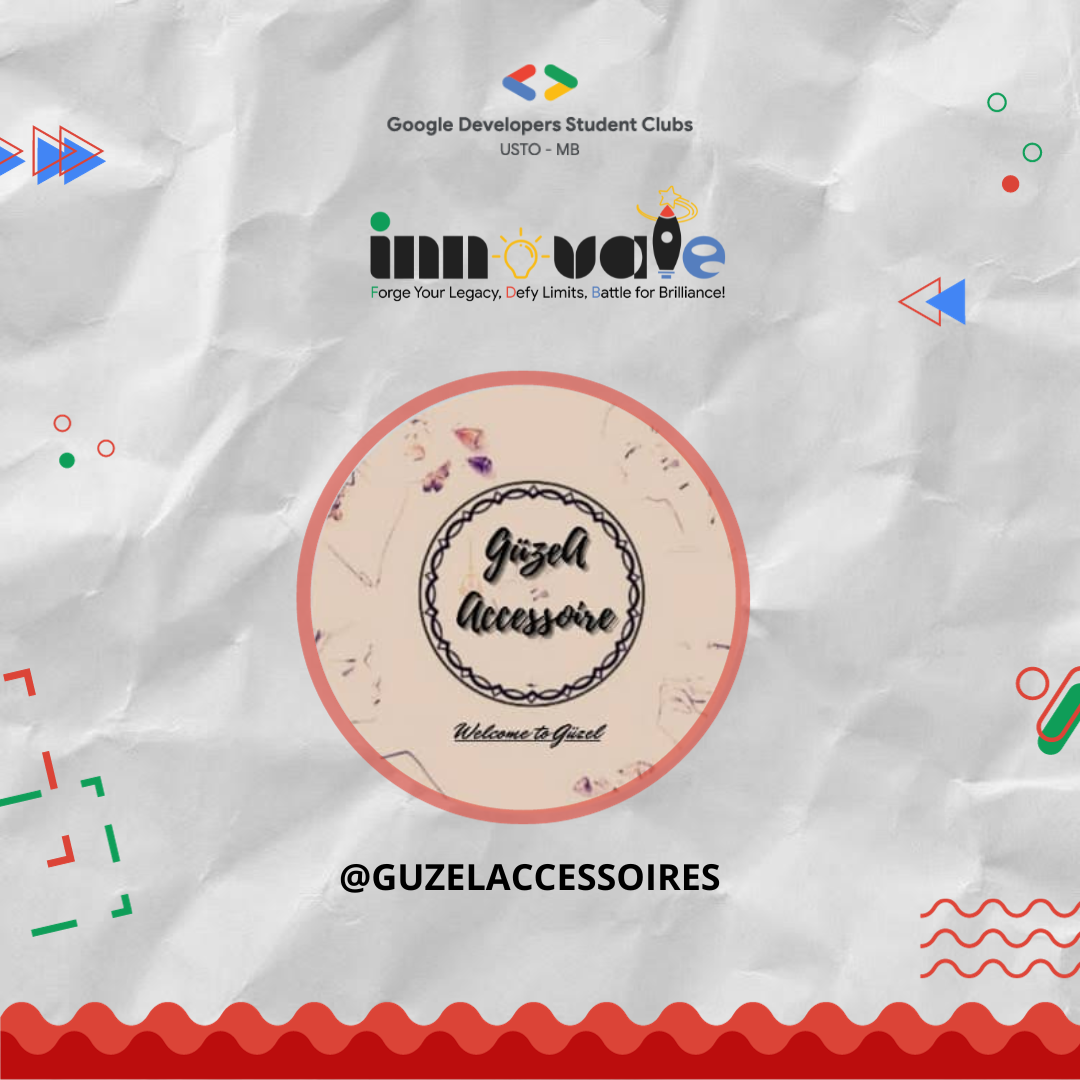 Google Developers Student Clubs
USTO - MB
innovate
Forge Your Legacy, Defy Limits, Battle for Brilliance!
GüzeA
Accessoire
Welcome to Güzel
@GUZELACCESSOIRES